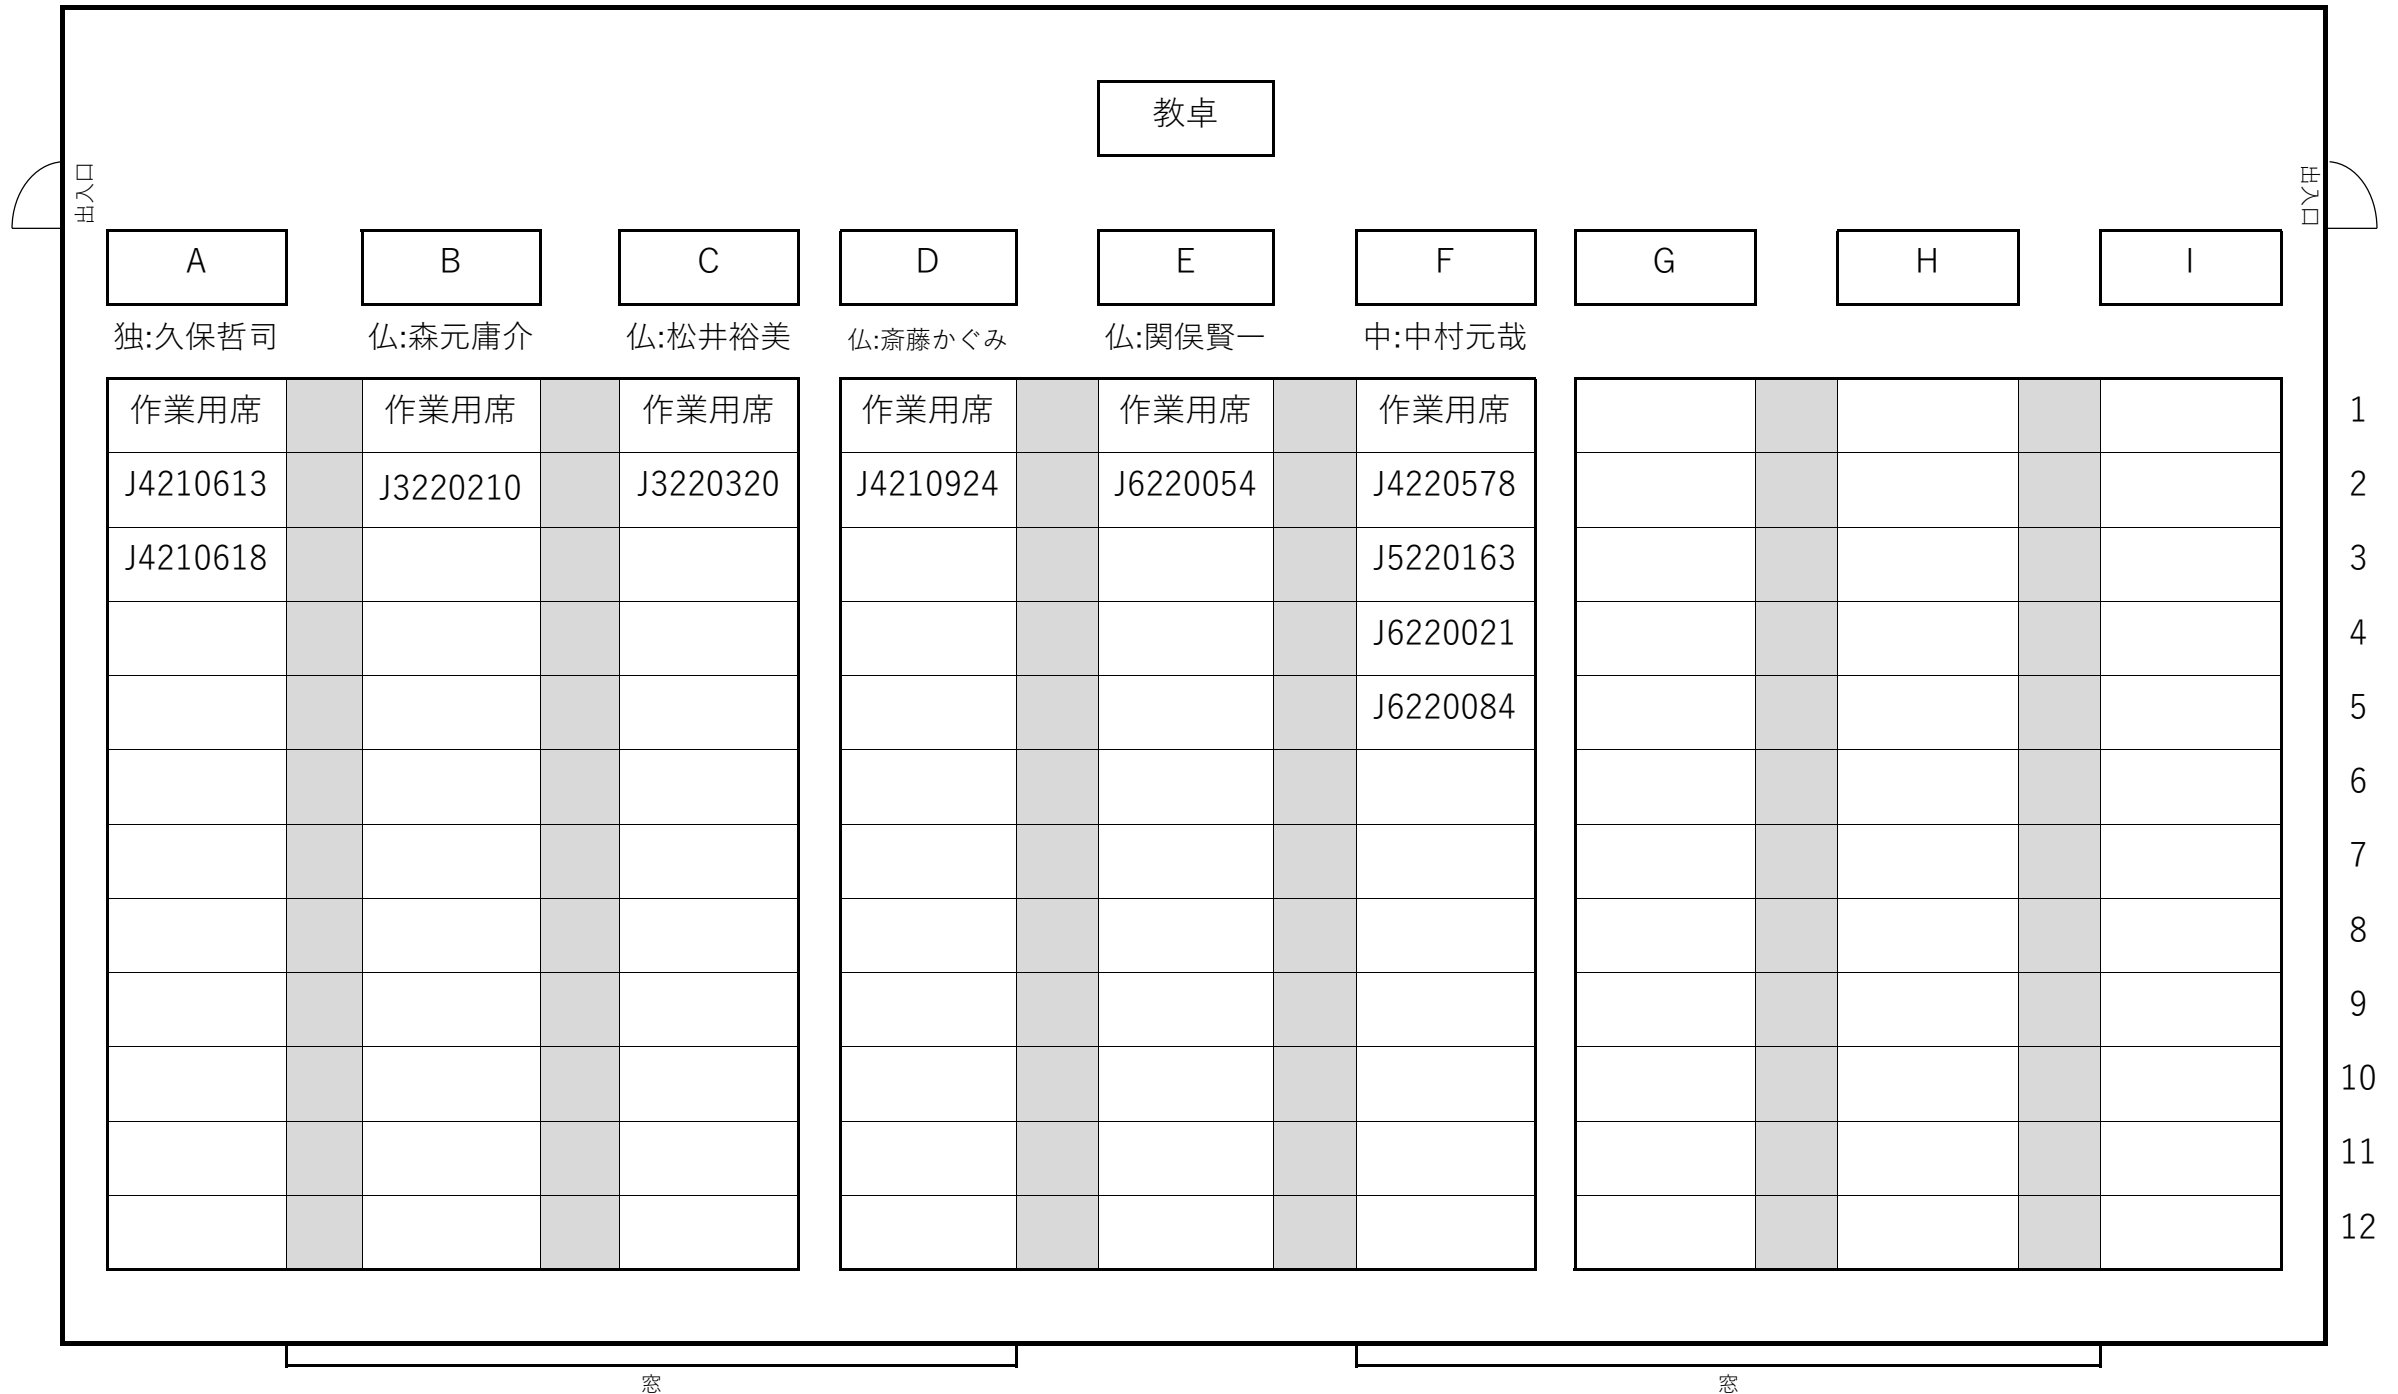 教卓
出入口
出入口
A B C D E F G H I
独:久保哲司 仏:森元庸介 仏:松井裕美 仏:斎藤かぐみ 仏:関俣賢一 中:中村元哉
作業用席 作業用席 作業用席 作業用席 作業用席 作業用席 1
J4210613 J3220210 J3220320 J4210924 J6220054 J4220578 2
J4210618 J5220163 3
J6220021 4
J6220084 5
6
7
8
9
10
11
12
窓 窓